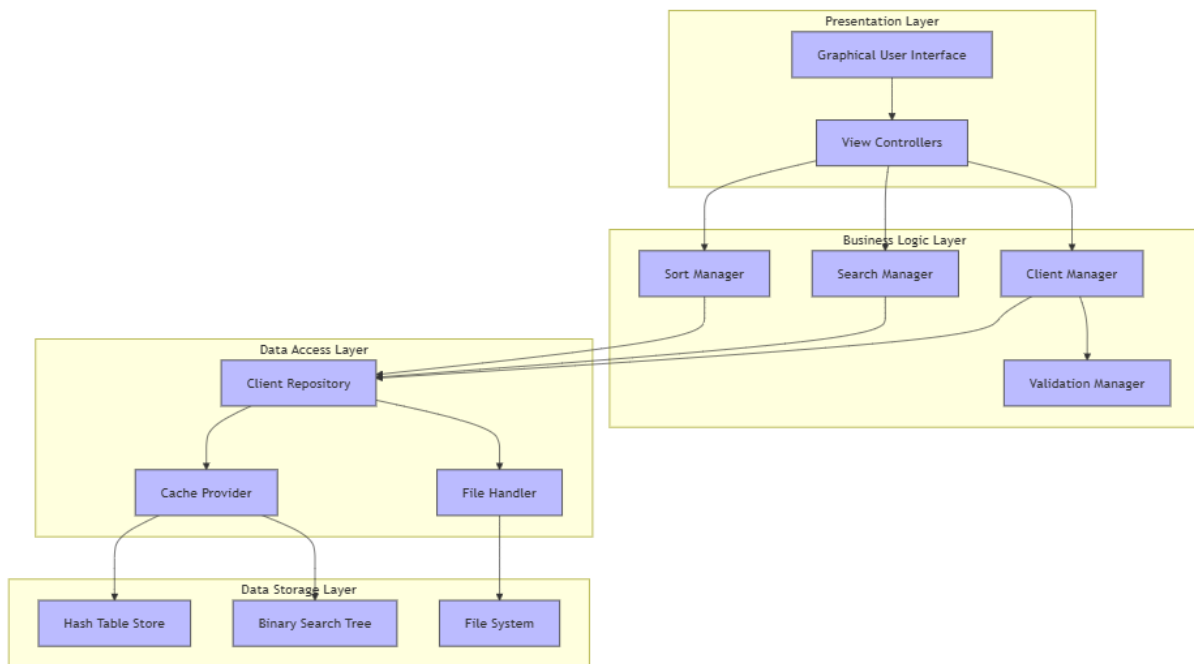 Presentation Layer
Graphical User Interface
View Controllers
Business Logic Layer
Sort Manager
Search Manager
Client Manager
Validation Manager
Data Access Layer
Client Repository
Cache Provider
File Handler
Data Storage Layer
Hash Table Store
Binary Search Tree
File System